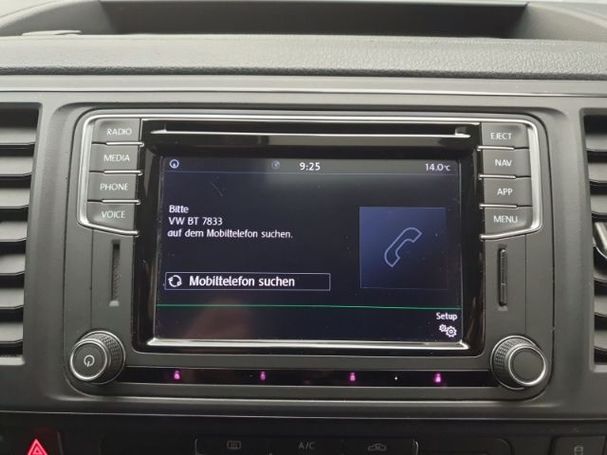 RADIO
MEDIA
PHONE
VOICE
EJECT
NAV
APP
MENU
9:25
14.0°C
Bitte
VW BT 7833
auf dem Mobiltelefon suchen.
Mobiltelefon suchen
Setup
A/C